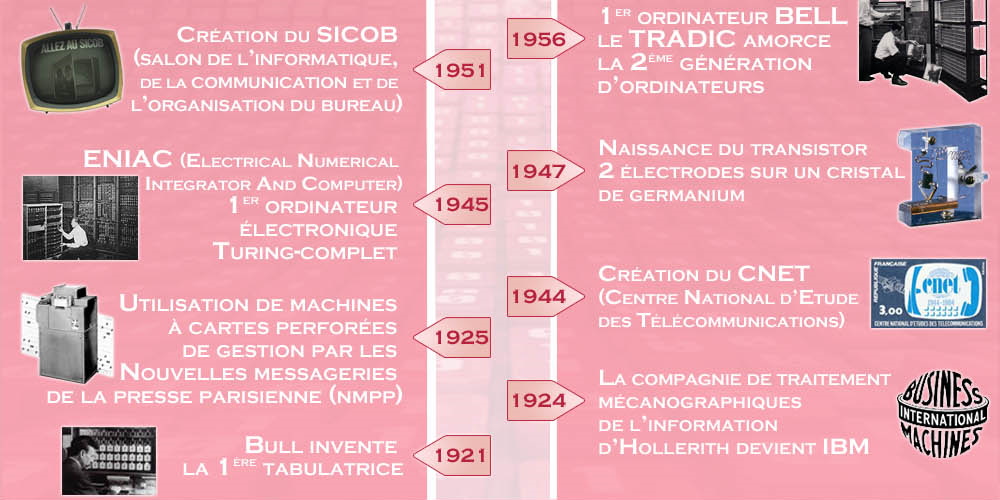 ALLEZ AU SICOB
CRÉATION DU SICOB
(SALON DE L'INFORMATIQUE,
DE LA COMMUNICATION ET DE
L'ORGANISATION DU BUREAU)
1951
1ER ORDINATEUR BELL
LE TRADIC AMORCE
LA 2ÈME GÉNÉRATION
D'ORDINATEURS
1956
ENIAC (ELECTRICAL NUMERICAL
INTEGRATOR AND COMPUTER)
1ER ORDINATEUR
ÉLECTRONIQUE
TURING-COMPLET
1945
NAISSANCE DU TRANSISTOR
2 ÉLECTRODES SUR UN CRISTAL
DE GERMANIUM
1947
UTILISATION DE MACHINES
À CARTES PERFORÉES
DE GESTION PAR LES
NOUVELLES MESSAGERIES
DE LA PRESSE PARISIENNE (NMPP)
1925
CRÉATION DU CNET
(CENTRE NATIONAL D'ETUDE
DES TÉLÉCOMMUNICATIONS)
1944
REPUBLIQUE FRANÇAISE
cnet
1944-1984
3,00
CENTRE NATIONAL D'ETUDES DES TELECOMMUNICATIONS
BULL INVENTE
LA 1ÈRE TABULATRICE
1921
LA COMPAGNIE DE TRAITEMENT
MÉCANOGRAPHIQUES
DE L'INFORMATION
D'HOLLERITH DEVIENT IBM
1924
BUSINESS
INTERNATIONAL
MACHINES